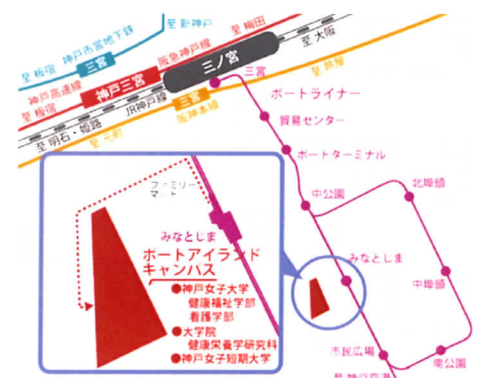 至 新神戸
至 梅田
至 大阪
神戸市営地下鉄
阪急神戸線
至 板宿
三宮
三ノ宮
神戸三宮
神戸高速線
至 板宿
JR神戸線
三宮
阪神本線
至 芦屋
至 明石・姫路
至 元町
三宮
ポートライナー
貿易センター
ポートターミナル
中公園
北埠頭
みなとじま
中埠頭
市民広場
南公園
至 神戸空港
ファミリー
マート
みなとじま
ポートアイランド
キャンパス
●神戸女子大学
健康福祉学部
看護学部
●大学院
健康栄養学研究科
●神戸女子短期大学